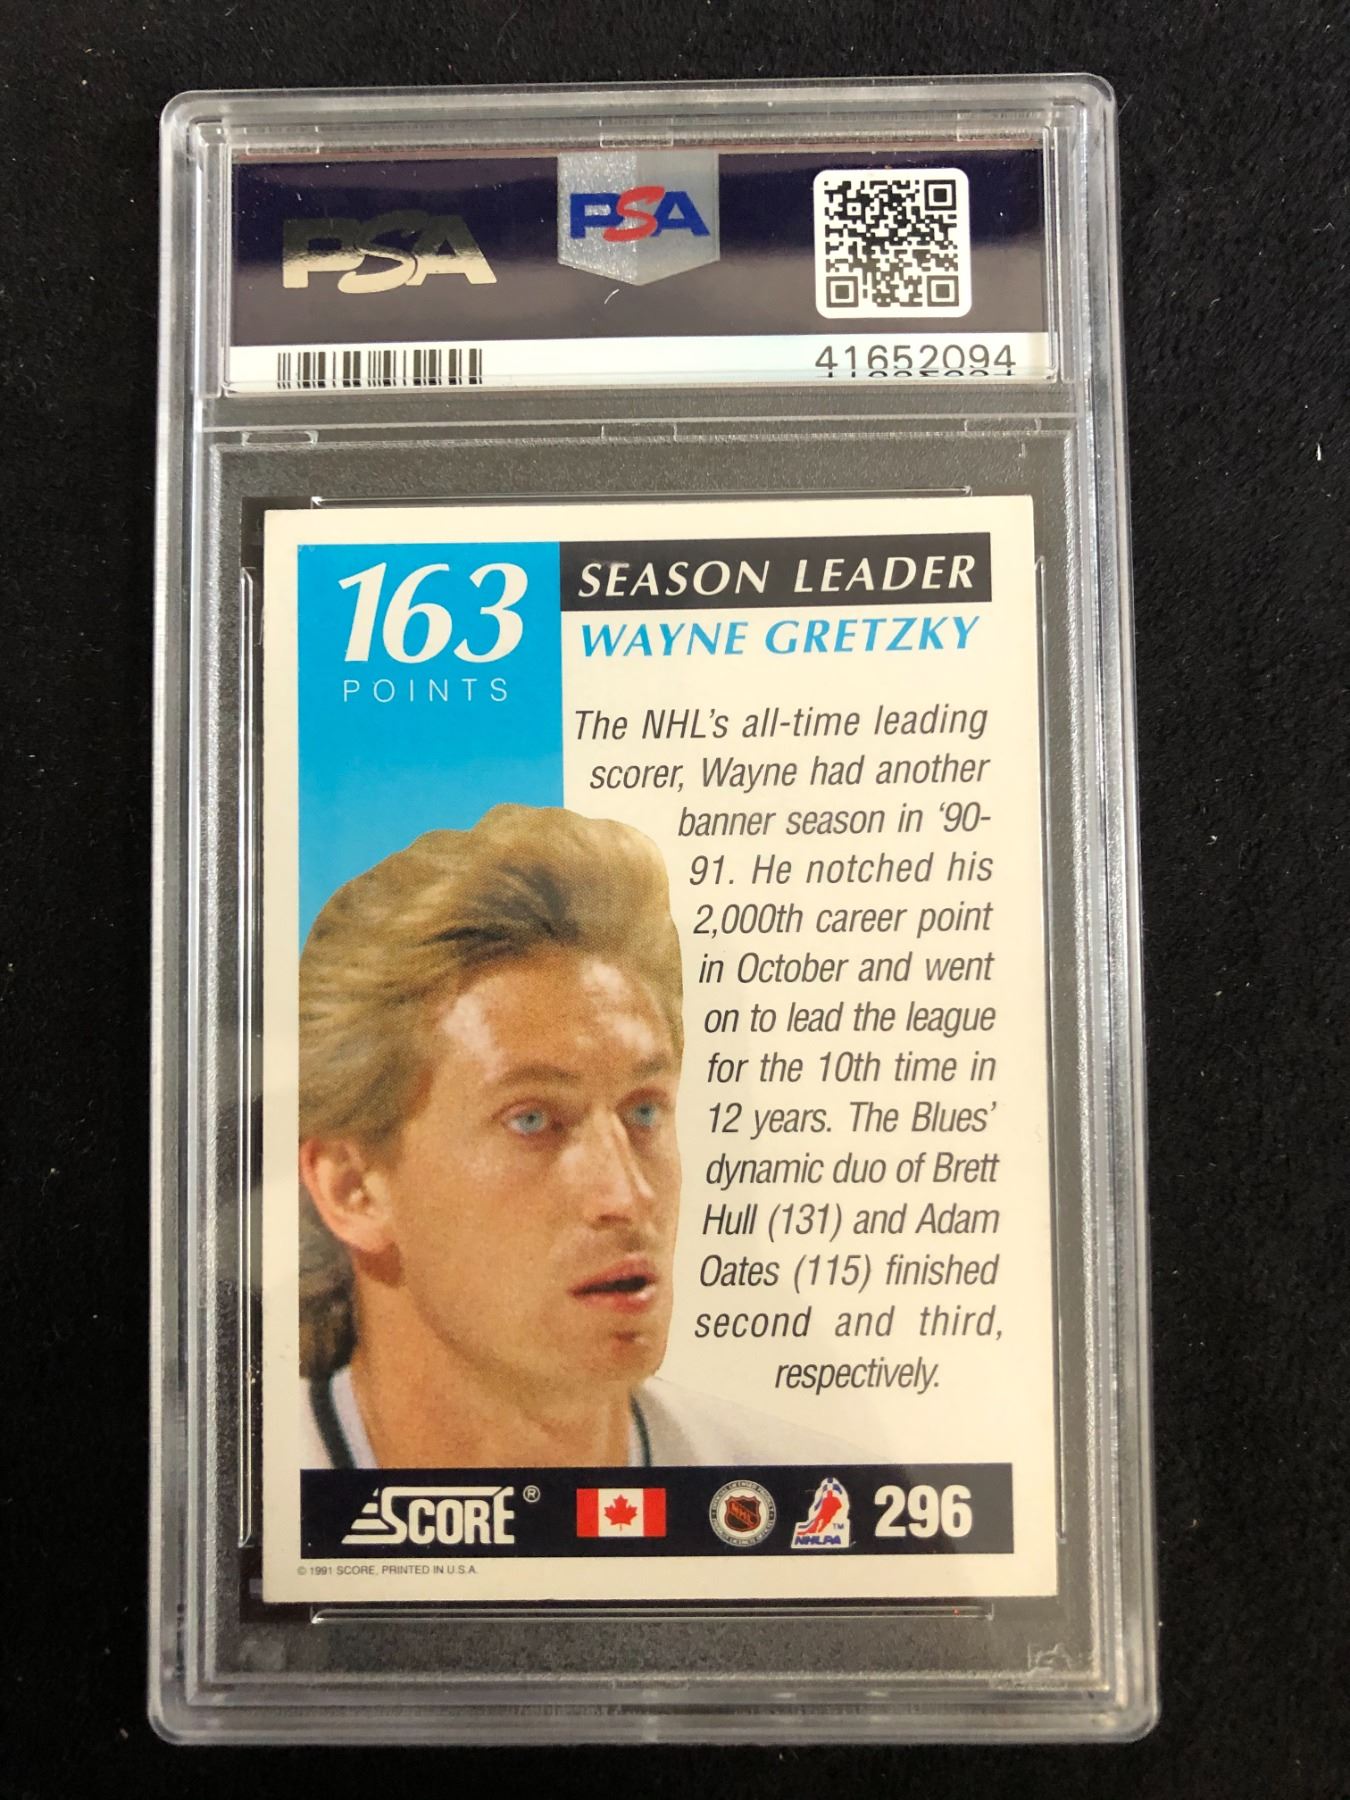 PSA
PSA
41652094
163
POINTS
SEASON LEADER
WAYNE GRETZKY
The NHL's all-time leading
scorer, Wayne had another
banner season in '90-
91. He notched his
2,000th career point
in October and went
on to lead the league
for the 10th time in
12 years. The Blues'
dynamic duo of Brett
Hull (131) and Adam
Oates (115) finished
second and third,
respectively.
SCORE®
NHL
NHLPA
TM
296
© 1991 SCORE, PRINTED IN U.S.A.